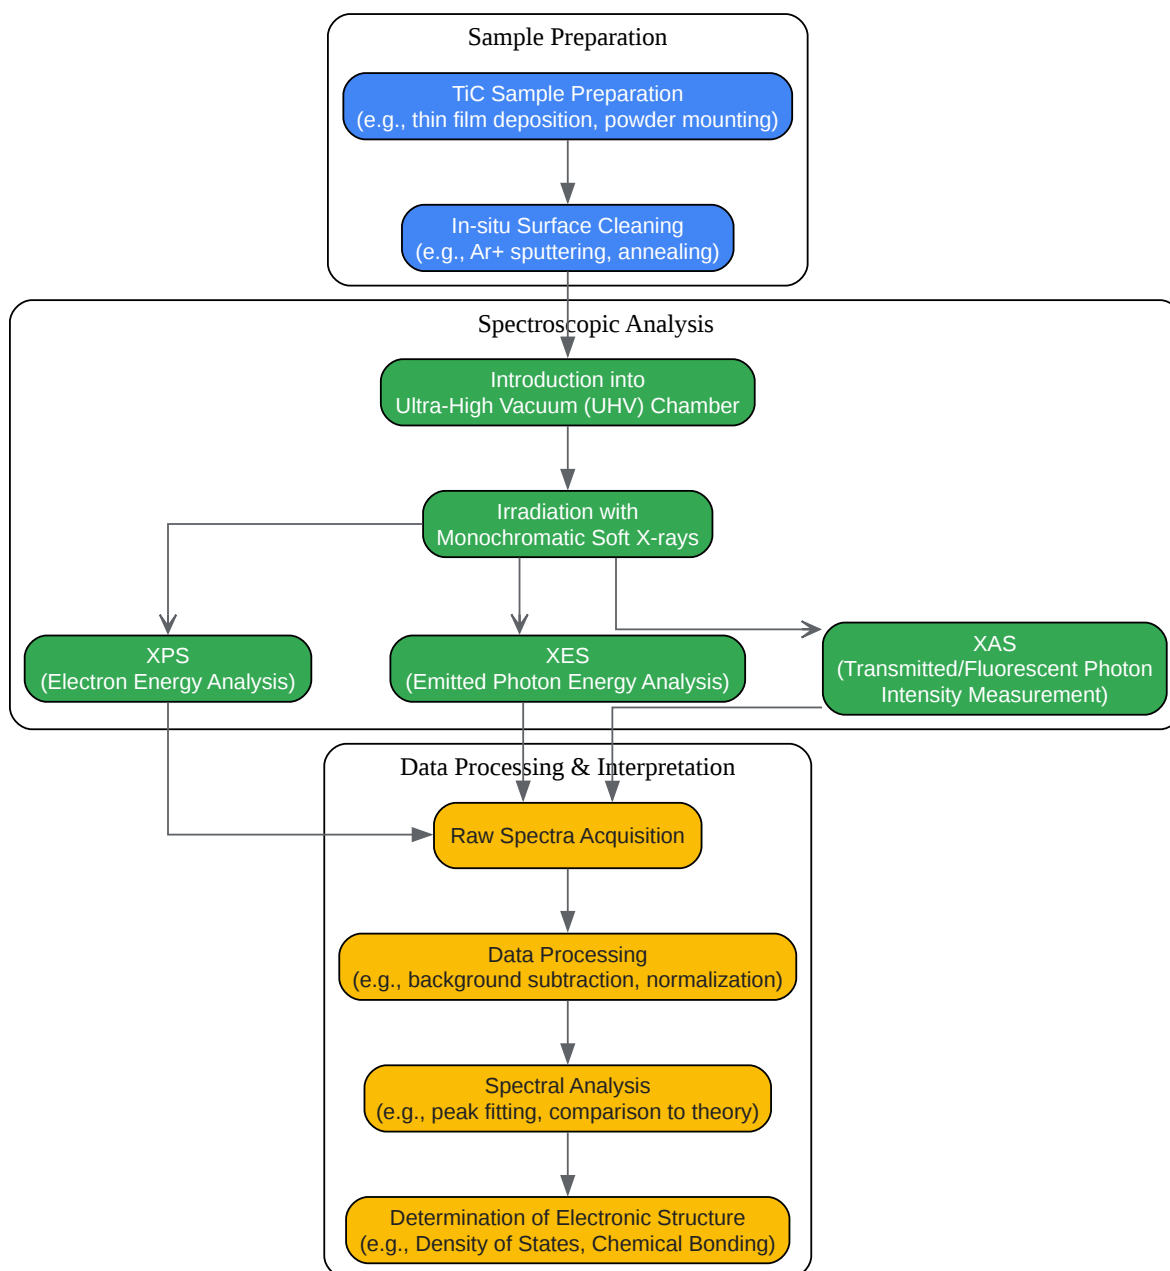 Sample Preparation
TiC Sample Preparation
(e.g., thin film deposition, powder mounting)
In-situ Surface Cleaning
(e.g., Ar+ sputtering, annealing)
Spectroscopic Analysis
Introduction into
Ultra-High Vacuum (UHV) Chamber
Irradiation with
Monochromatic Soft X-rays
XPS
(Electron Energy Analysis)
XES
(Emitted Photon Energy Analysis)
XAS
(Transmitted/Fluorescent Photon
Intensity Measurement)
Data Processing & Interpretation
Raw Spectra Acquisition
Data Processing
(e.g., background subtraction, normalization)
Spectral Analysis
(e.g., peak fitting, comparison to theory)
Determination of Electronic Structure
(e.g., Density of States, Chemical Bonding)